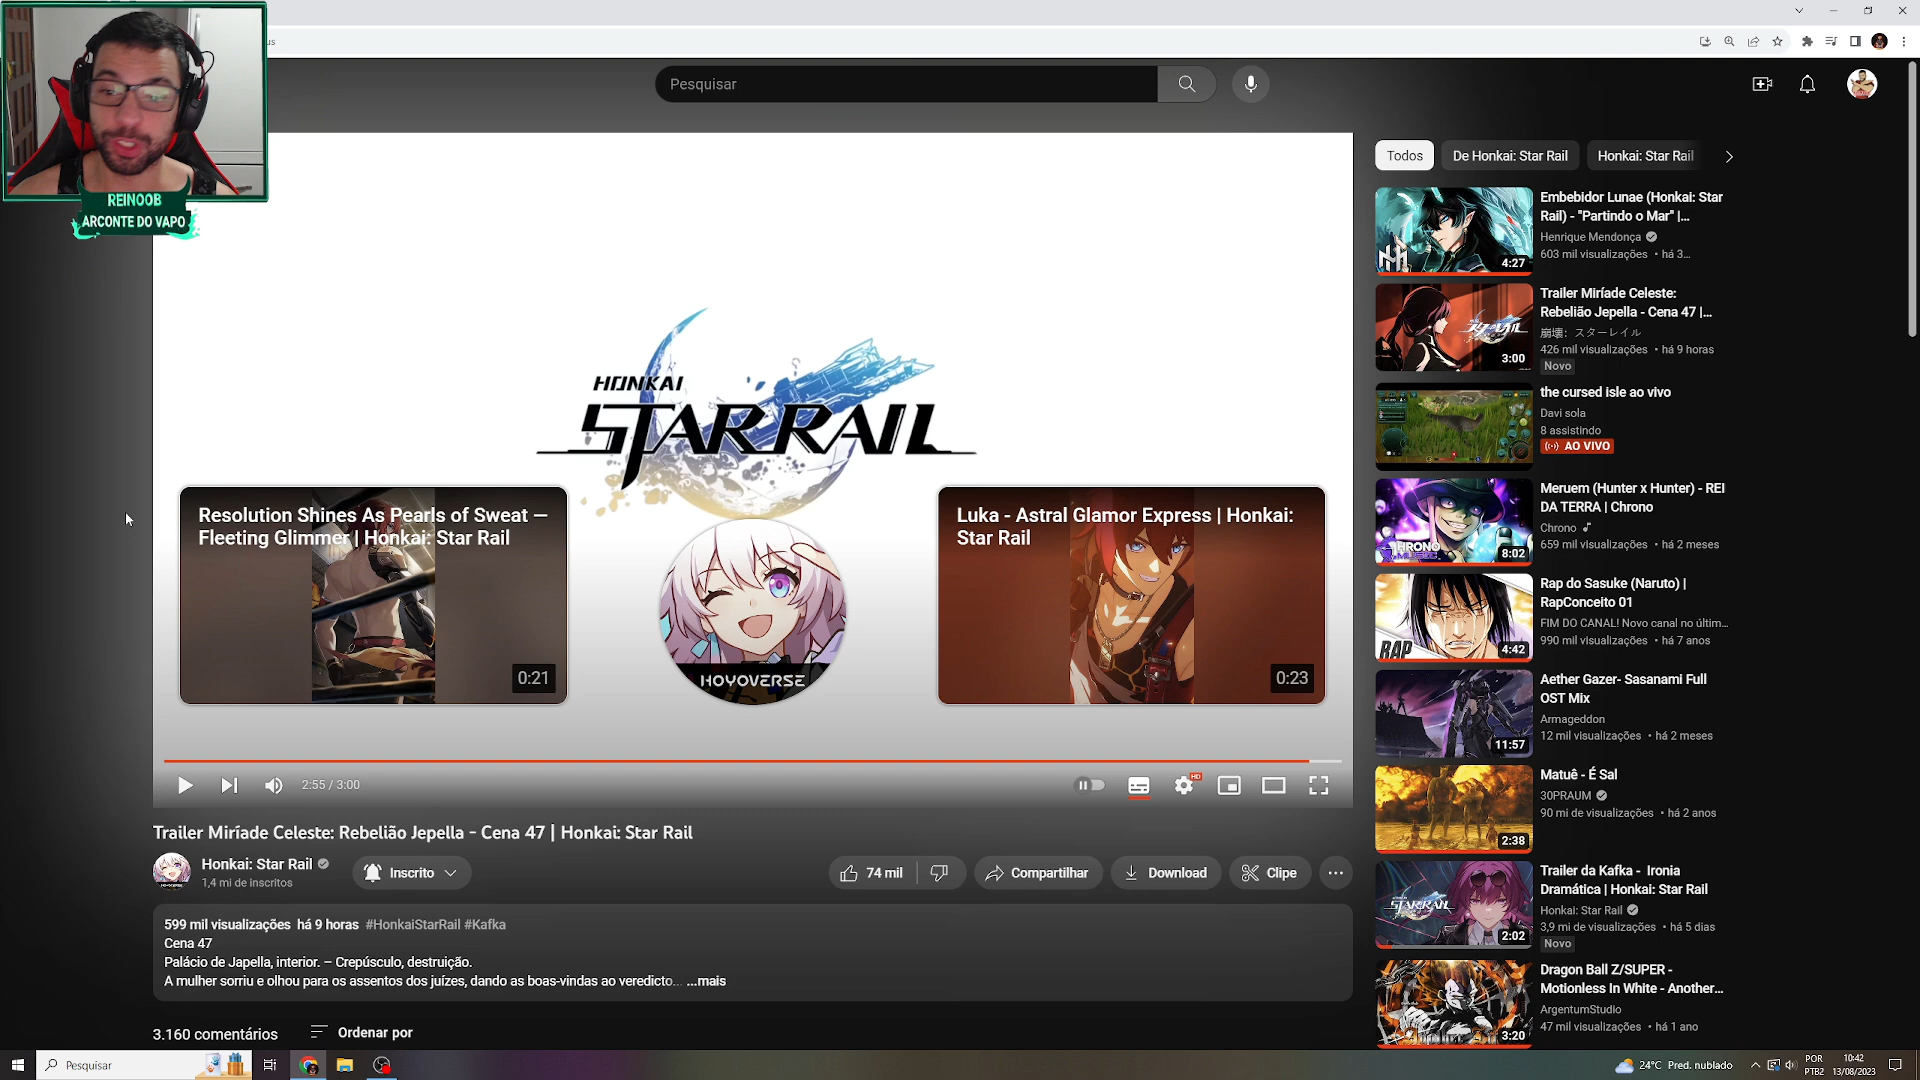 us
Pesquisar
REINOOB
ARCONTE DO VAPO
HONKAI
STAR RAIL
Resolution Shines As Pearls of Sweat —
Fleeting Glimmer | Honkai: Star Rail
0:21
HOYOVERSE
Luka - Astral Glamor Express | Honkai:
Star Rail
0:23
2:55 / 3:00
HD
Trailer Miríade Celeste: Rebelião Jepella - Cena 47 | Honkai: Star Rail
Honkai: Star Rail
1,4 mi de inscritos
Inscrito
74 mil
Compartilhar
Download
Clipe
599 mil visualizações há 9 horas #HonkaiStarRail #Kafka
Cena 47
Palácio de Japella, interior. – Crepúsculo, destruição.
A mulher sorriu e olhou para os assentos dos juízes, dando as boas-vindas ao veredicto... ...mais
3.160 comentários
Ordenar por
Todos
De Honkai: Star Rail
Honkai: Star Rail
4:27
Embebidor Lunae (Honkai: Star
Rail) - "Partindo o Mar" |...
Henrique Mendonça
603 mil visualizações • há 3...
3:00
Trailer Miríade Celeste:
Rebelião Jepella - Cena 47 |...
崩壊：スターレイル
426 mil visualizações • há 9 horas
Novo
the cursed isle ao vivo
Davi sola
8 assistindo
AO VIVO
CHRONO
8:02
Meruem (Hunter x Hunter) - REI
DA TERRA | Chrono
Chrono
659 mil visualizações • há 2 meses
RAP
4:42
Rap do Sasuke (Naruto) |
RapConceito 01
FIM DO CANAL! Novo canal no últim...
990 mil visualizações • há 7 anos
11:57
Aether Gazer- Sasanami Full
OST Mix
Armageddon
12 mil visualizações • há 2 meses
2:38
Matuê - É Sal
30PRAUM
90 mi de visualizações • há 2 anos
STARRAIL
2:02
Trailer da Kafka - Ironia
Dramática | Honkai: Star Rail
Honkai: Star Rail
3,9 mi de visualizações • há 5 dias
Novo
3:20
Dragon Ball Z/SUPER -
Motionless In White - Another...
ArgentumStudio
47 mil visualizações • há 1 ano
Pesquisar
24°C Pred. nublado
POR
PTB2
10:42
13/08/2023